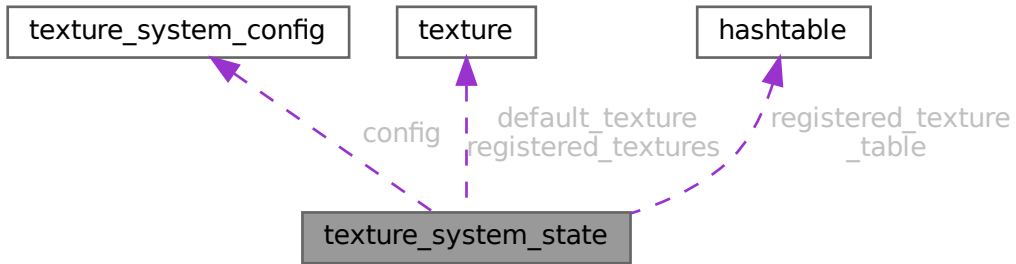 texture_system_config
texture
hashtable
config
default_texture
registered_textures
registered_texture
_table
texture_system_state